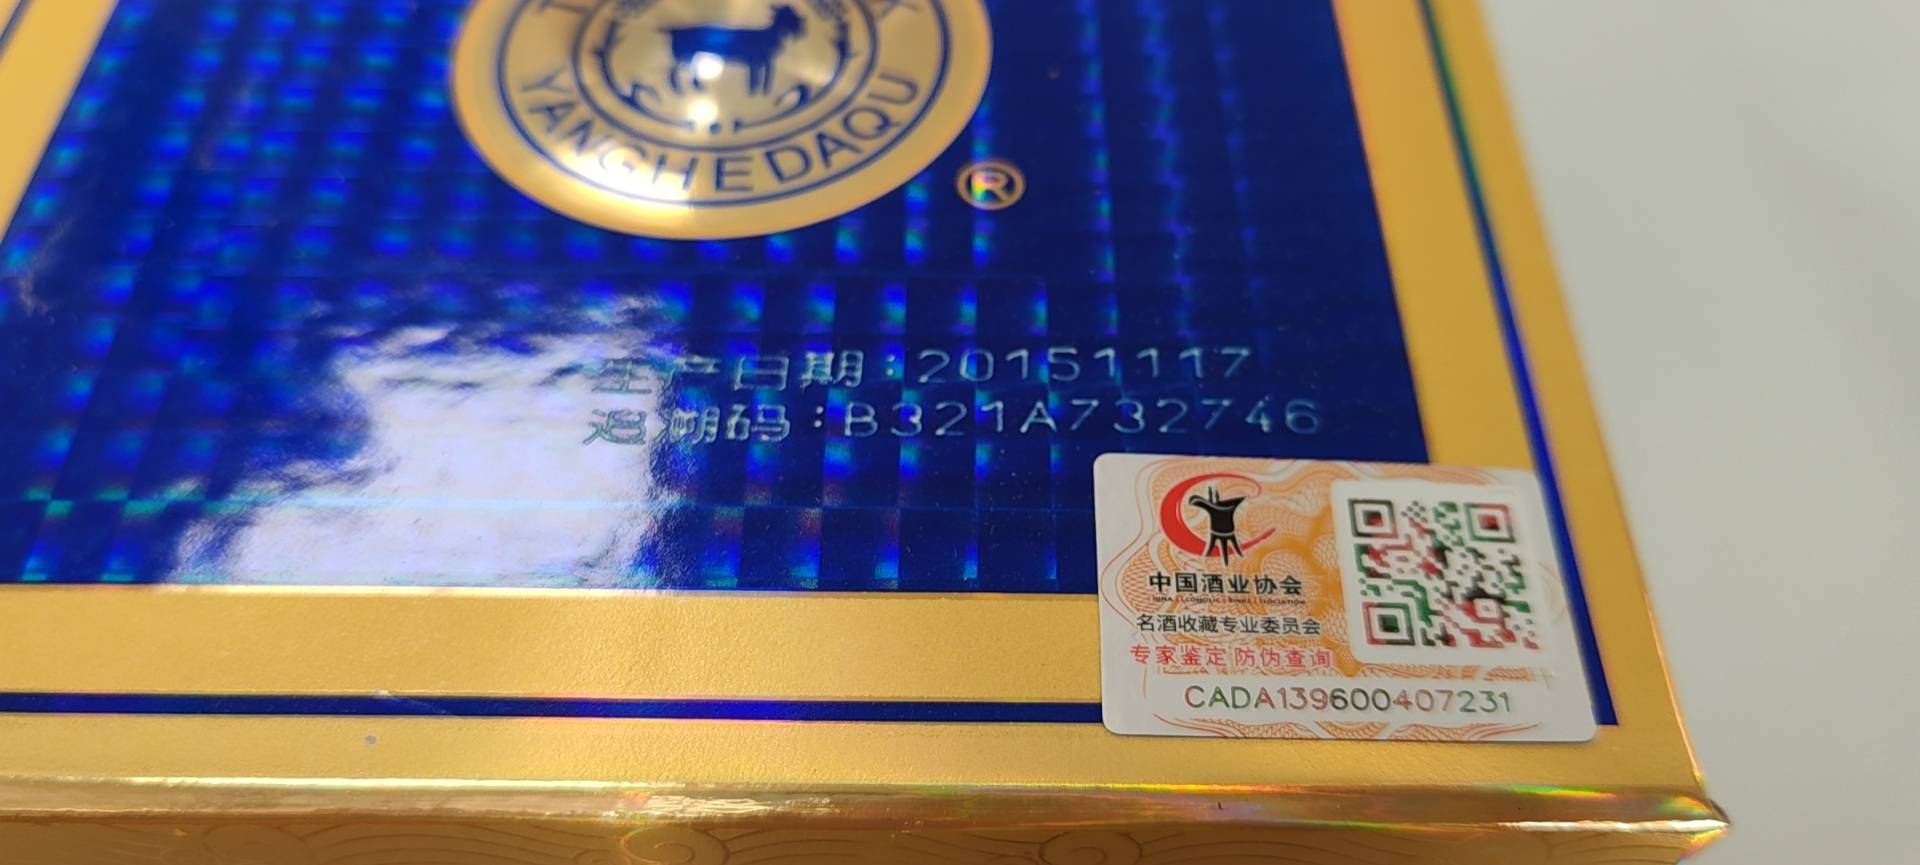 YANGHEDAQU
®
生产日期:20151117
追溯码:B321A732746
中国酒业协会
名酒收藏专业委员会
专家鉴定 防伪查询
CADA139600407231